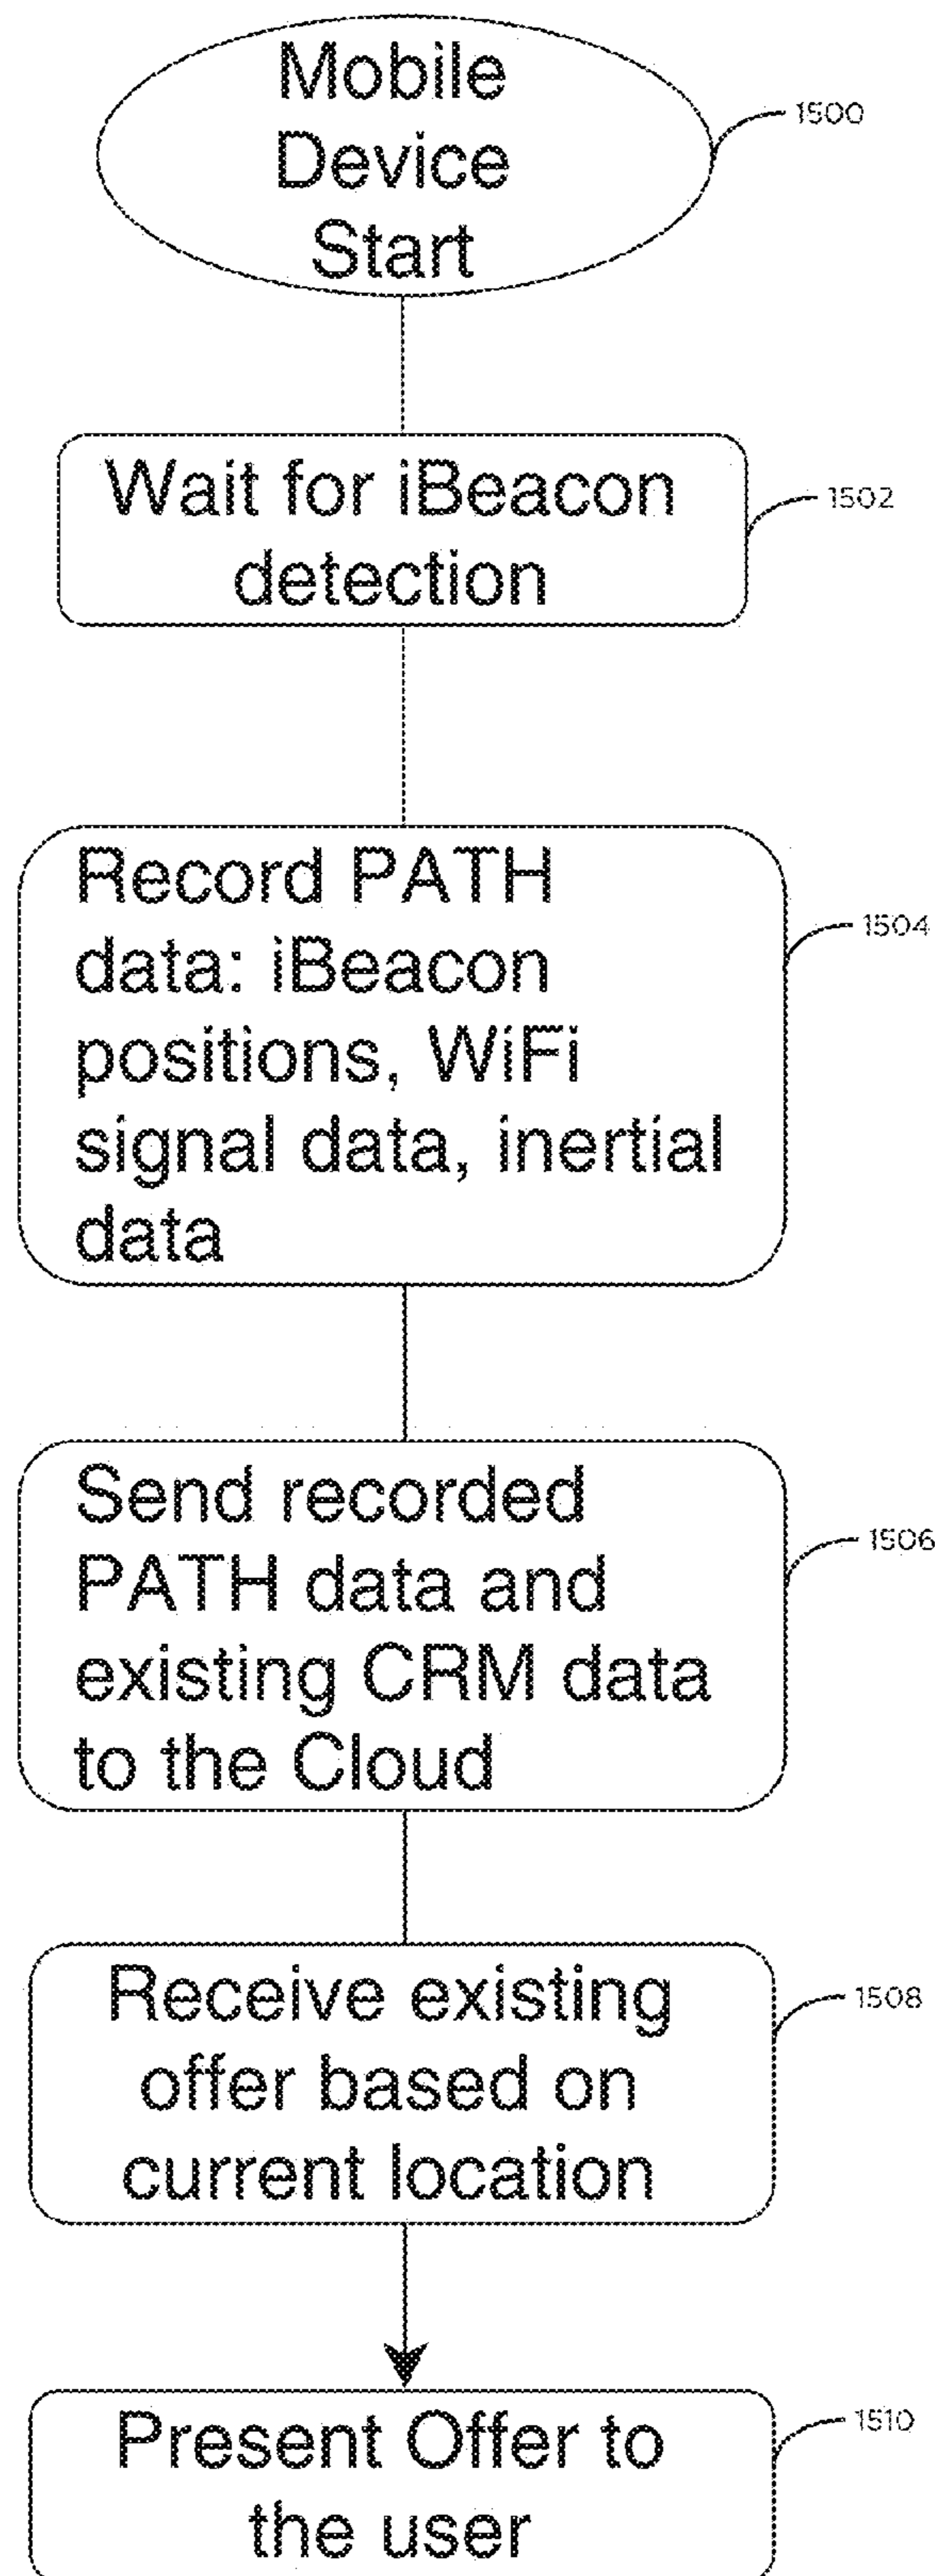 Mobile
Device
Start
1500
Wait for iBeacon
detection
1502
Record PATH
data: iBeacon
positions, WiFi
signal data, inertial
data
1504
Send recorded
PATH data and
existing CRM data
to the Cloud
1506
Receive existing
offer based on
current location
1508
Present Offer to
the user
1510